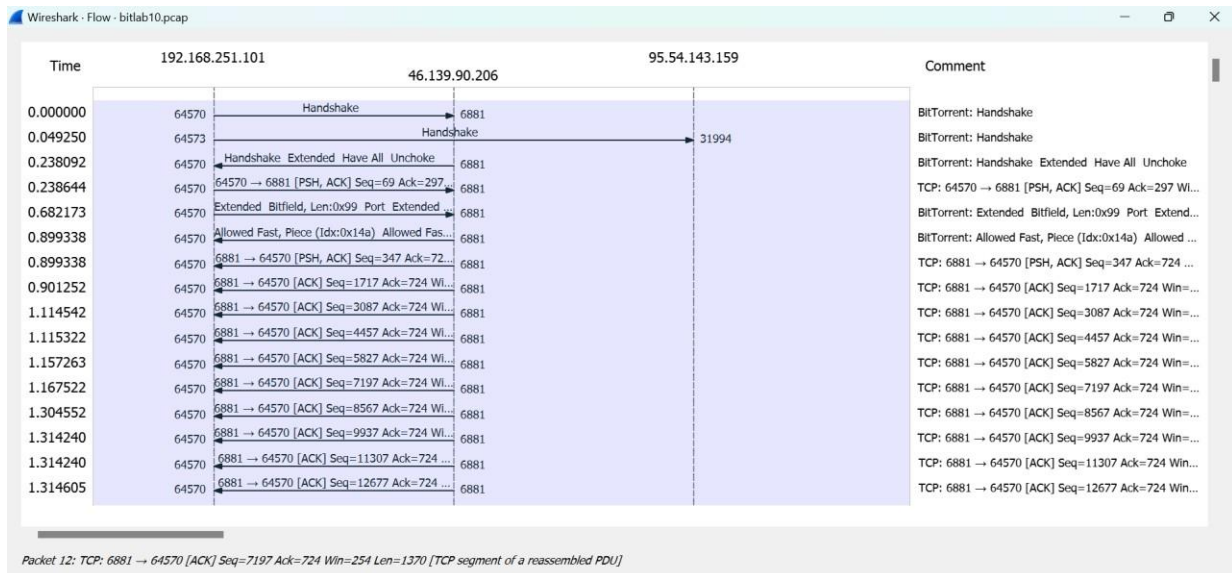 Wireshark · Flow · bitlab10.pcap
Time 192.168.251.101 46.139.90.206 95.54.143.159 Comment
0.000000 64570 Handshake 6881 BitTorrent: Handshake
0.049250 64573 Handshake 31994 BitTorrent: Handshake
0.238092 64570 Handshake Extended Have All Unchoke 6881 BitTorrent: Handshake Extended Have All Unchoke
0.238644 64570 64570 → 6881 [PSH, ACK] Seq=69 Ack=297... 6881 TCP: 64570 → 6881 [PSH, ACK] Seq=69 Ack=297 Wi...
0.682173 64570 Extended Bitfield, Len:0x99 Port Extended ... 6881 BitTorrent: Extended Bitfield, Len:0x99 Port Extend...
0.899338 64570 Allowed Fast, Piece (Idx:0x14a) Allowed Fas... 6881 BitTorrent: Allowed Fast, Piece (Idx:0x14a) Allowed ...
0.899338 64570 6881 → 64570 [PSH, ACK] Seq=347 Ack=72... 6881 TCP: 6881 → 64570 [PSH, ACK] Seq=347 Ack=724 ...
0.901252 64570 6881 → 64570 [ACK] Seq=1717 Ack=724 Wi... 6881 TCP: 6881 → 64570 [ACK] Seq=1717 Ack=724 Win=...
1.114542 64570 6881 → 64570 [ACK] Seq=3087 Ack=724 Wi... 6881 TCP: 6881 → 64570 [ACK] Seq=3087 Ack=724 Win=...
1.115322 64570 6881 → 64570 [ACK] Seq=4457 Ack=724 Wi... 6881 TCP: 6881 → 64570 [ACK] Seq=4457 Ack=724 Win=...
1.157263 64570 6881 → 64570 [ACK] Seq=5827 Ack=724 Wi... 6881 TCP: 6881 → 64570 [ACK] Seq=5827 Ack=724 Win=...
1.167522 64570 6881 → 64570 [ACK] Seq=7197 Ack=724 Wi... 6881 TCP: 6881 → 64570 [ACK] Seq=7197 Ack=724 Win=...
1.304552 64570 6881 → 64570 [ACK] Seq=8567 Ack=724 Wi... 6881 TCP: 6881 → 64570 [ACK] Seq=8567 Ack=724 Win=...
1.314240 64570 6881 → 64570 [ACK] Seq=9937 Ack=724 Wi... 6881 TCP: 6881 → 64570 [ACK] Seq=9937 Ack=724 Win=...
1.314240 64570 6881 → 64570 [ACK] Seq=11307 Ack=724 ... 6881 TCP: 6881 → 64570 [ACK] Seq=11307 Ack=724 Win...
1.314605 64570 6881 → 64570 [ACK] Seq=12677 Ack=724 ... 6881 TCP: 6881 → 64570 [ACK] Seq=12677 Ack=724 Win...
Packet 12: TCP: 6881 → 64570 [ACK] Seq=7197 Ack=724 Win=254 Len=1370 [TCP segment of a reassembled PDU]